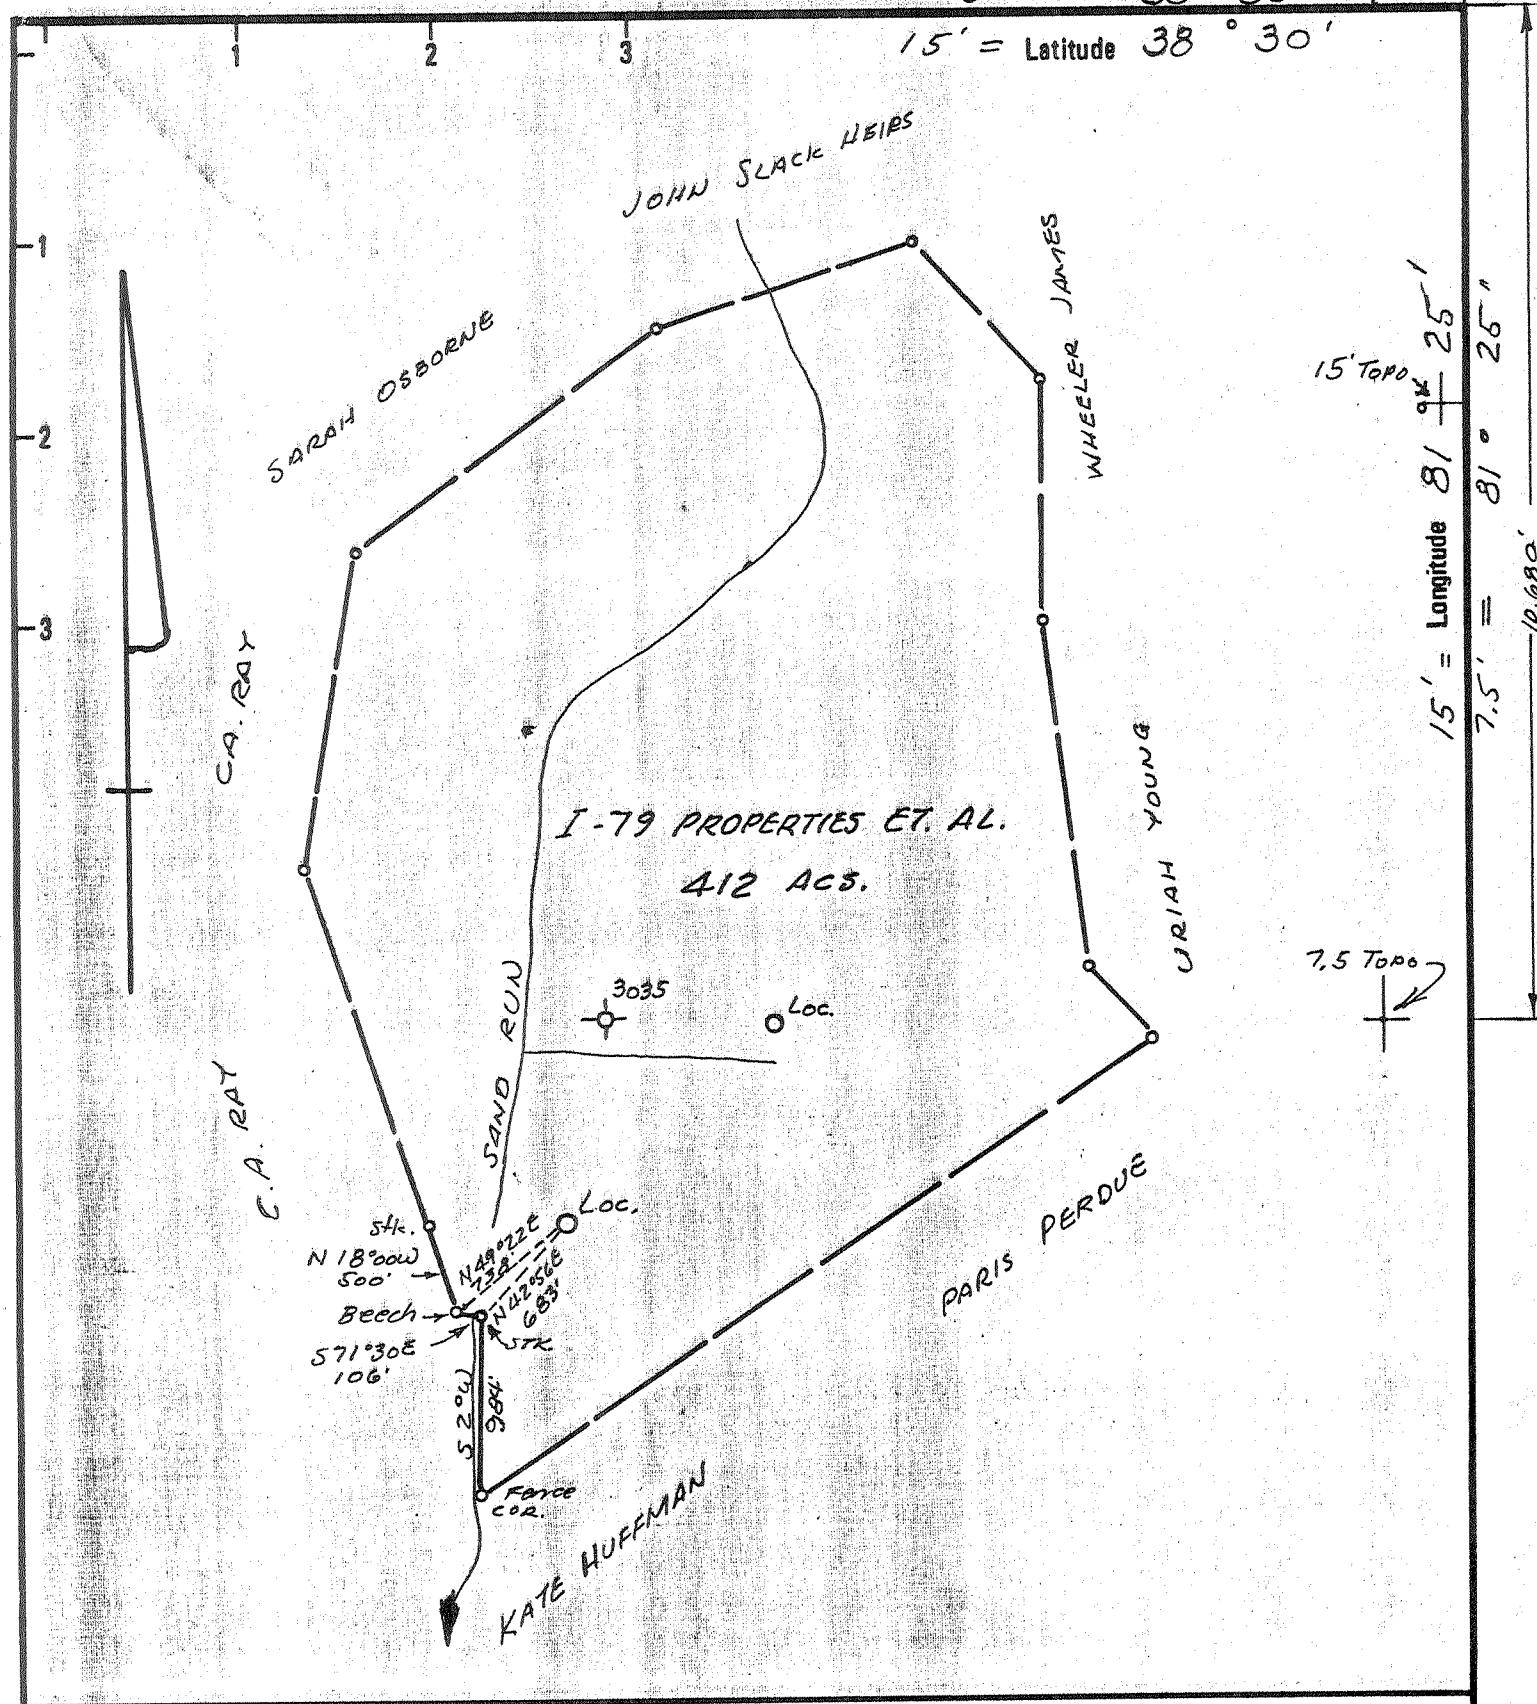 15' = Latitude 38° 30'
1 2 3
1
2
3
JOHN SLACK HEIRS
SARAH OSBORNE
WHEELER JAMES
15' TOPO
15' = Longitude 81 25'
7.5' = 81° 25"
10,680'
C.A. RAY
I-79 PROPERTIES ET. AL.
412 ACS.
URIAH YOUNG
7.5 TOPO
3035
Loc.
SAND RUN
C.A. RAY
Loc.
stk.
N 18°00W
500'
N49°22E
738'
N42°56E
683'
Beech
STK.
S71°30E
106'
S 2°W
984'
Fence
COR.
PARIS PERDUE
KATE HUFFMAN